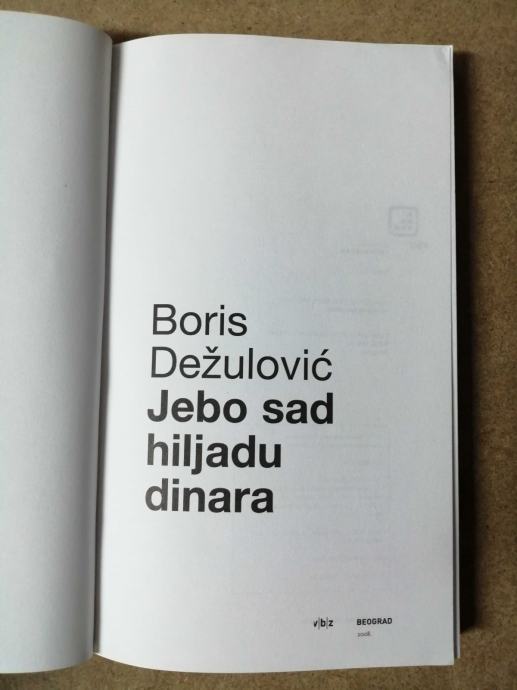 Boris
Dežulović
Jebo sad
hiljadu
dinara
v|b|z BEOGRAD
2008.